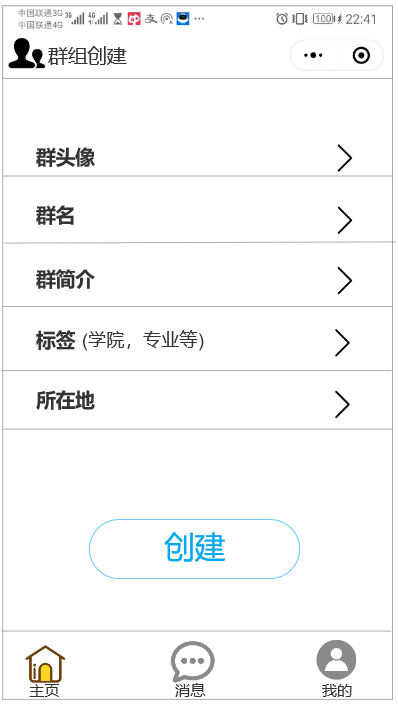 中国联通3G 3G 4G 22:41
中国联通4G 100
群组创建
群头像
群名
群简介
标签 (学院，专业等)
所在地
创建
主页 消息 我的